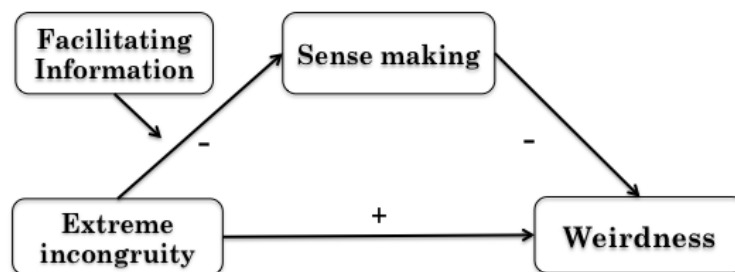 Facilitating
Information
Sense making
-
-
+
Extreme
incongruity
Weirdness